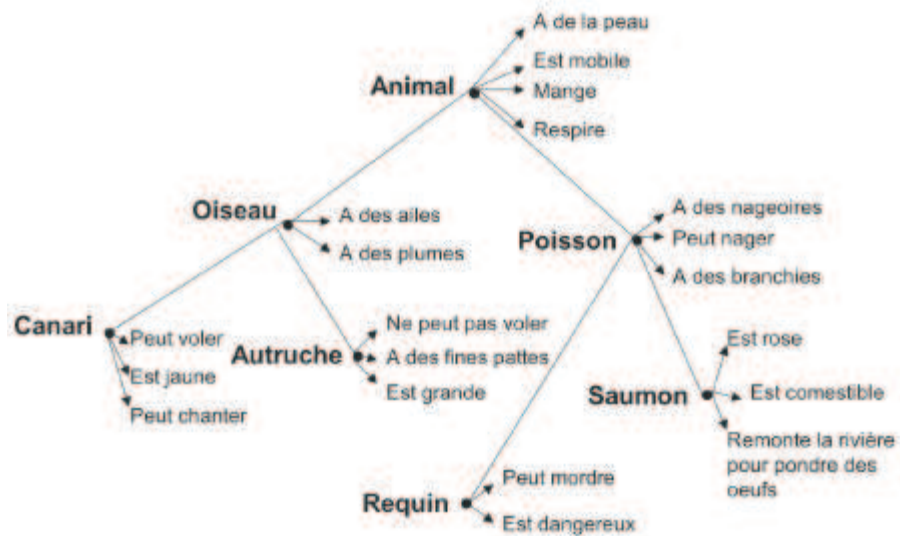 A de la peau
Est mobile
Animal
Mange
Respire
Oiseau
A des ailes
A des plumes
Poisson
A des nageoires
Peut nager
A des branchies
Canari
Peut voler
Est jaune
Peut chanter
Autruche
Ne peut pas voler
A des fines pattes
Est grande
Saumon
Est rose
Est comestible
Remonte la rivière
pour pondre des
oeufs
Requin
Peut mordre
Est dangereux